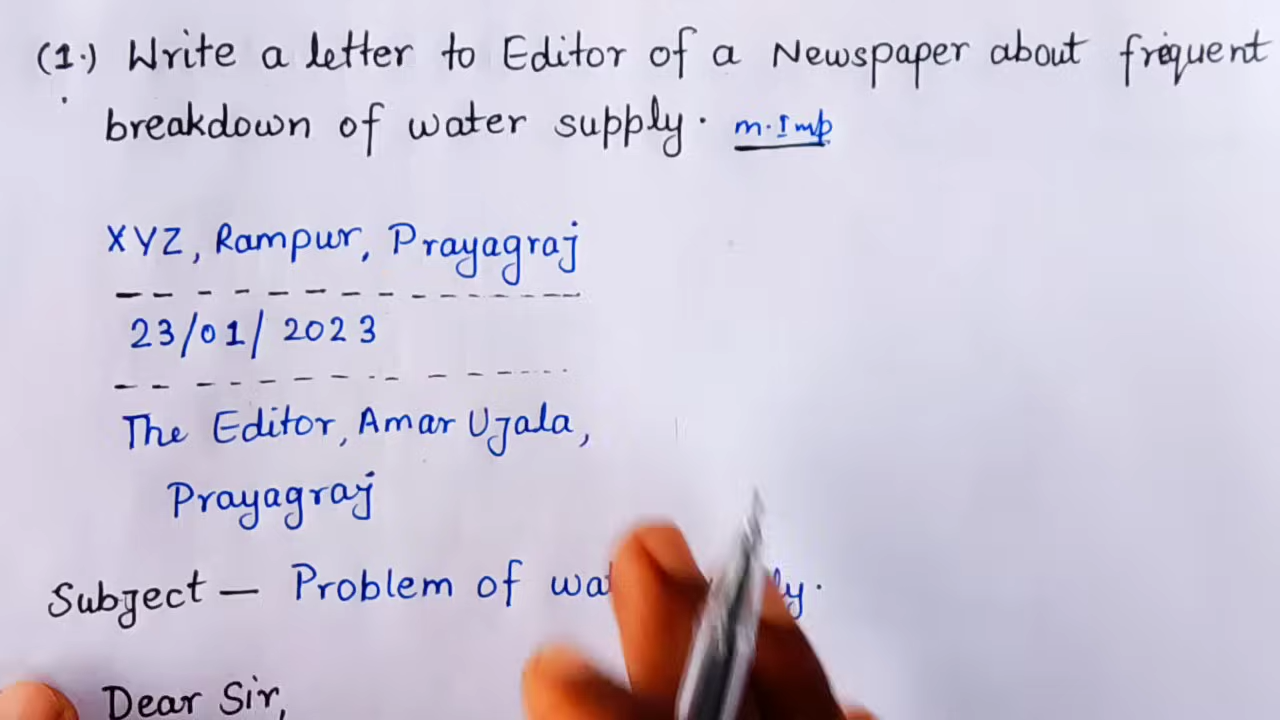 (1.) Write a letter to Editor of a Newspaper about frequent
breakdown of water supply. m.Imp
XYZ, Rampur, Prayagraj
23/01/2023
The Editor, Amar Ujala,
Prayagraj
Subject — Problem of
Dear Sir,